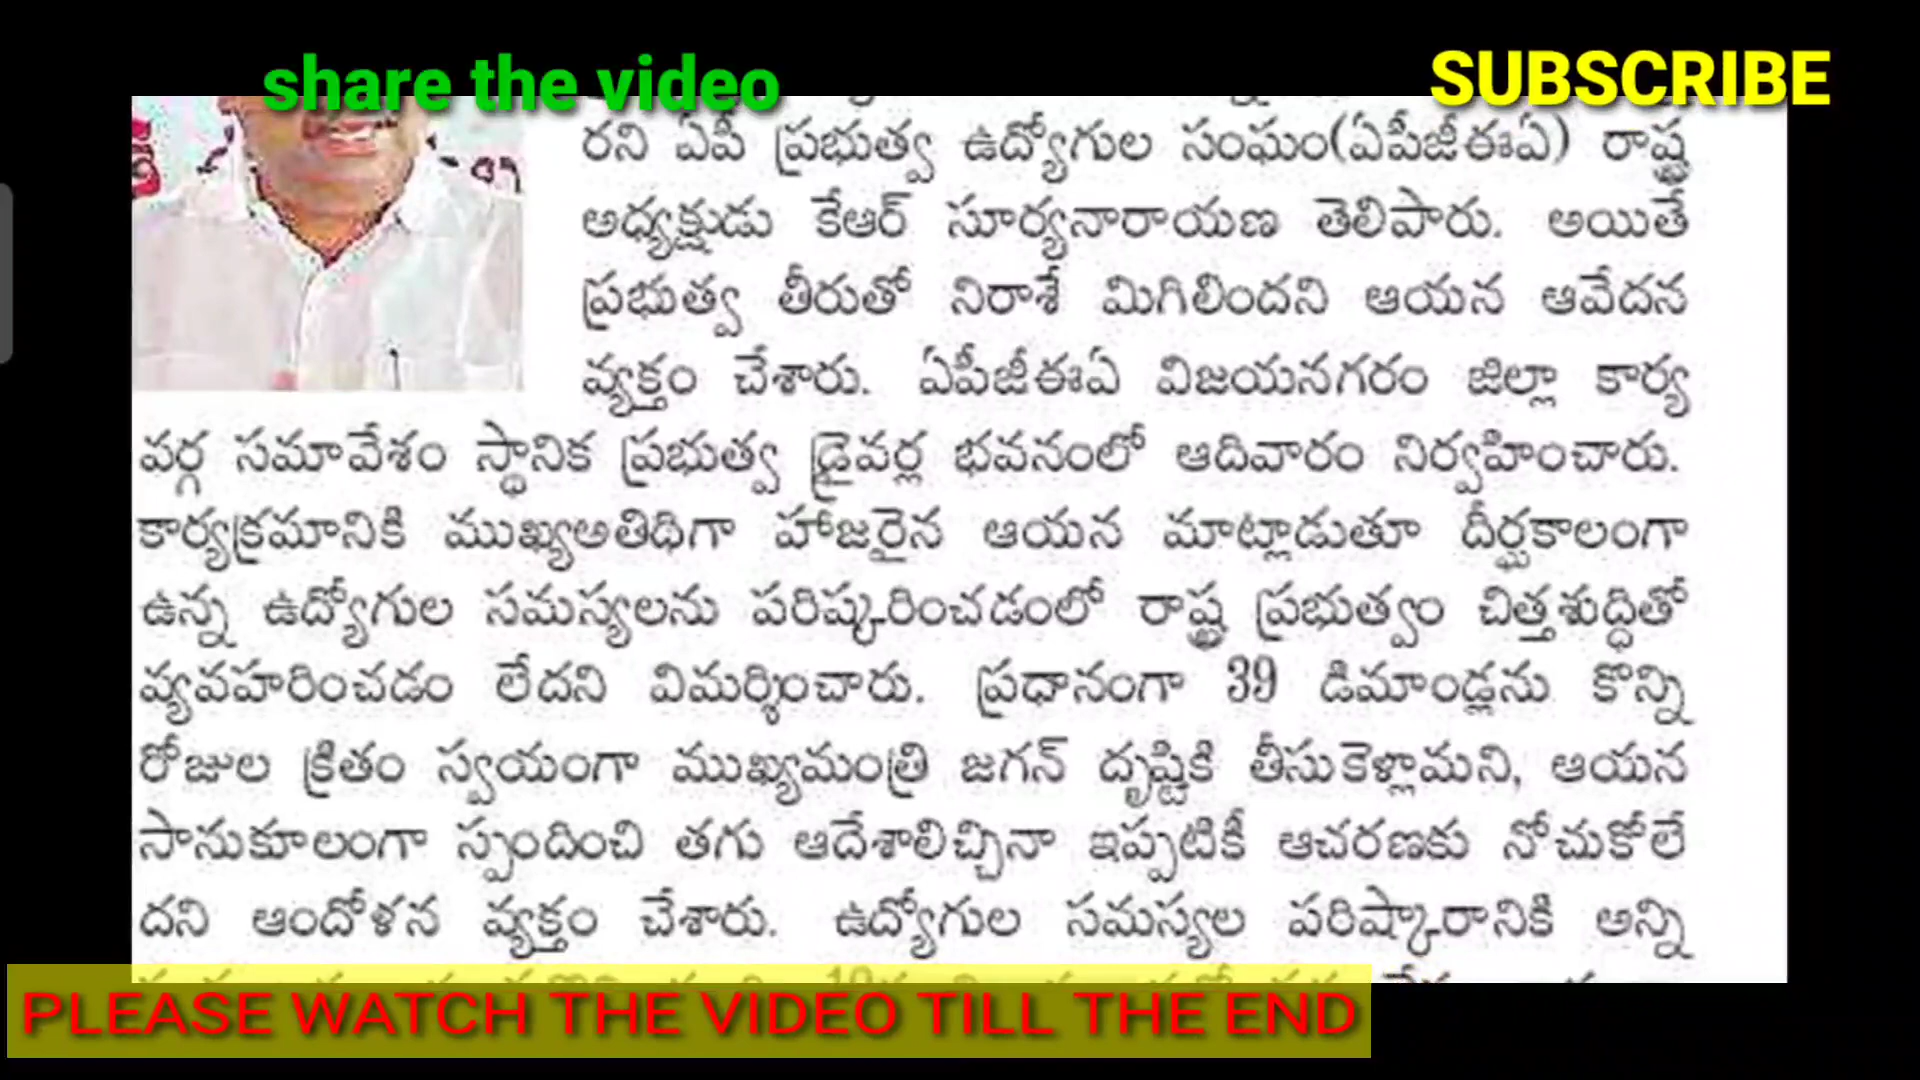 share the video
SUBSCRIBE
రని ఏపీ ప్రభుత్వ ఉద్యోగుల సంఘం(ఏపీజీఈఏ) రాష్ట్ర
అధ్యక్షుడు కేఆర్ సూర్యనారాయణ తెలిపారు. అయితే
ప్రభుత్వ తీరుతో నిరాశే మిగిలిందని ఆయన ఆవేదన
వ్యక్తం చేశారు. ఏపీజీఈఏ విజయనగరం జిల్లా కార్య
వర్గ సమావేశం స్థానిక ప్రభుత్వ డ్రైవర్ల భవనంలో ఆదివారం నిర్వహించారు.
కార్యక్రమానికి ముఖ్యఅతిథిగా హాజరైన ఆయన మాట్లాడుతూ దీర్ఘకాలంగా
ఉన్న ఉద్యోగుల సమస్యలను పరిష్కరించడంలో రాష్ట్ర ప్రభుత్వం చిత్తశుద్ధితో
వ్యవహరించడం లేదని విమర్శించారు. ప్రధానంగా 39 డిమాండ్లను కొన్ని
రోజుల క్రితం స్వయంగా ముఖ్యమంత్రి జగన్ దృష్టికి తీసుకెళ్లామని, ఆయన
సానుకూలంగా స్పందించి తగు ఆదేశాలిచ్చినా ఇప్పటికీ ఆచరణకు నోచుకోలే
దని ఆందోళన వ్యక్తం చేశారు. ఉద్యోగుల సమస్యల పరిష్కారానికి అన్ని
PLEASE WATCH THE VIDEO TILL THE END